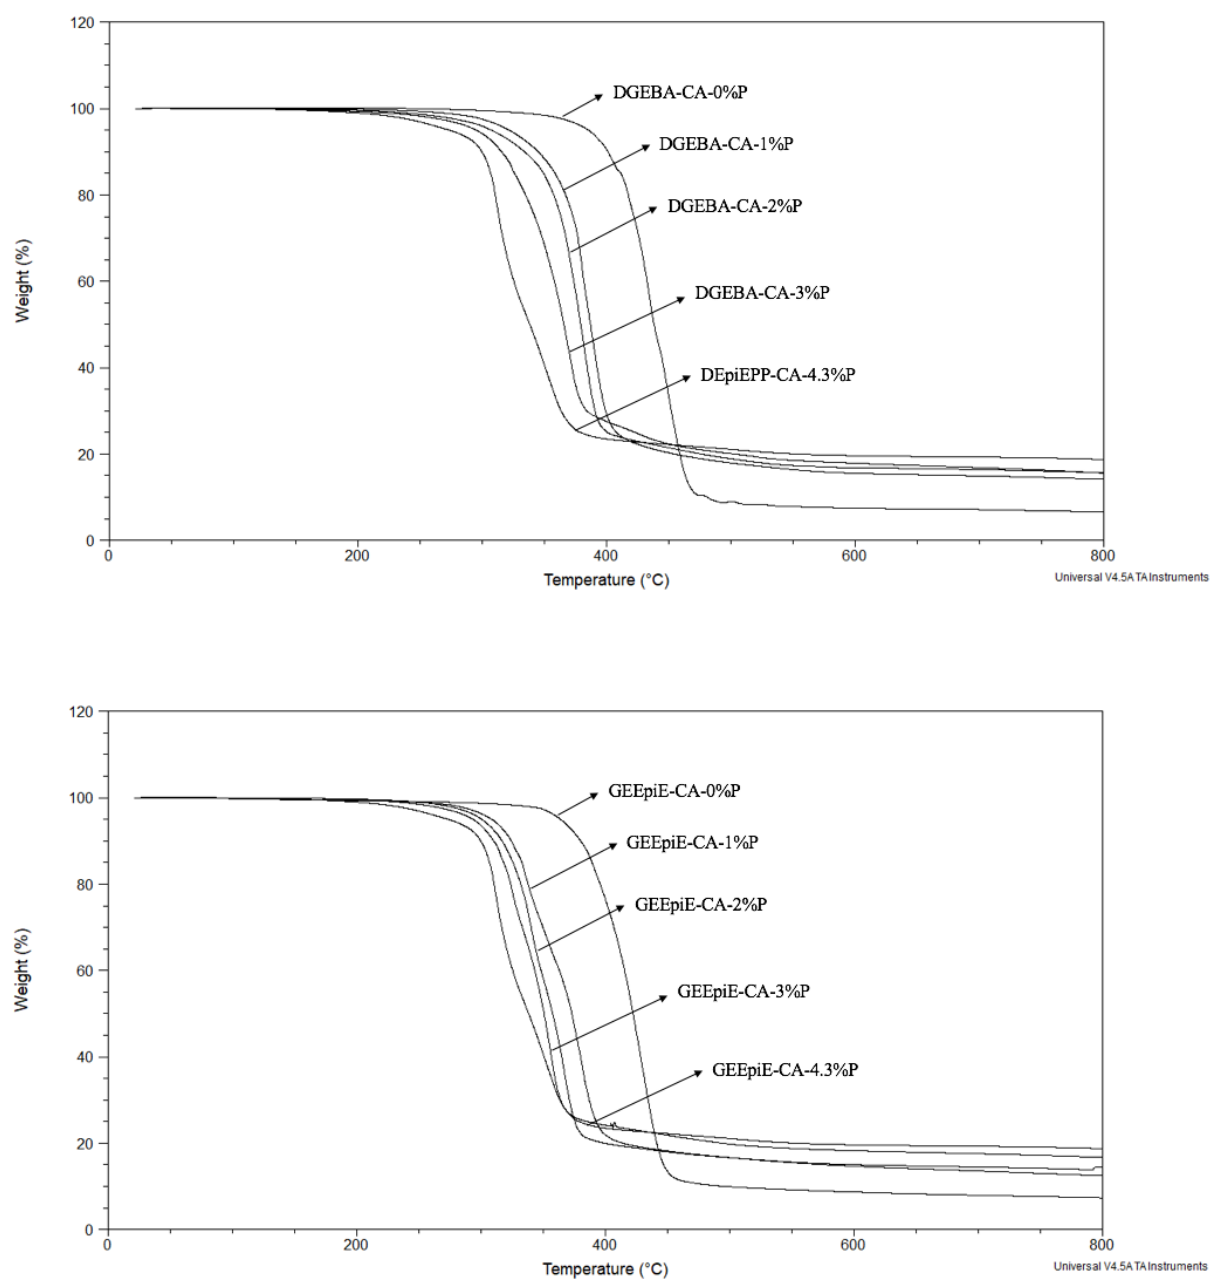 120
100
80
60
40
20
0
Weight (%)
DGEBA-CA-0%P
DGEBA-CA-1%P
DGEBA-CA-2%P
DGEBA-CA-3%P
DEpiEPP-CA-4.3%P
0 200 400 600 800
Temperature (°C)
Universal V4.5A TA Instruments
120
100
80
60
40
20
0
Weight (%)
GEEpiE-CA-0%P
GEEpiE-CA-1%P
GEEpiE-CA-2%P
GEEpiE-CA-3%P
GEEpiE-CA-4.3%P
0 200 400 600 800
Temperature (°C)
Universal V4.5A TA Instruments